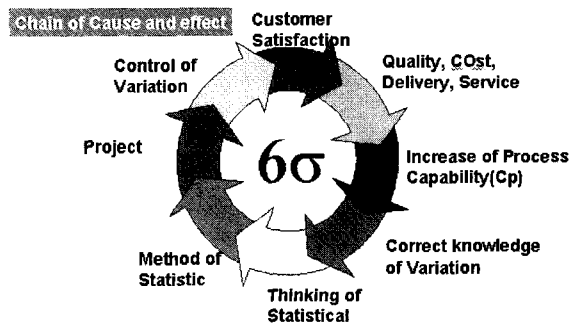 Chain of Cause and effect
Customer
Satisfaction
Quality, COst,
Delivery, Service
Increase of Process
Capability(Cp)
Correct knowledge
of Variation
Thinking of
Statistical
Method of
Statistic
Project
Control of
Variation
6σ